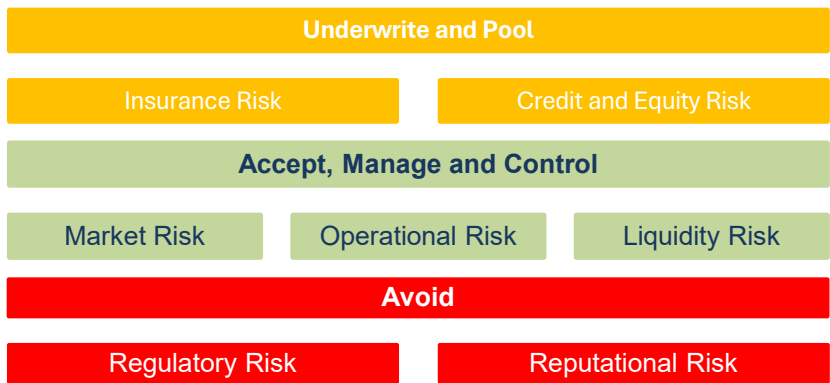 Underwrite and Pool
Insurance Risk
Credit and Equity Risk
Accept, Manage and Control
Market Risk
Operational Risk
Liquidity Risk
Avoid
Regulatory Risk
Reputational Risk